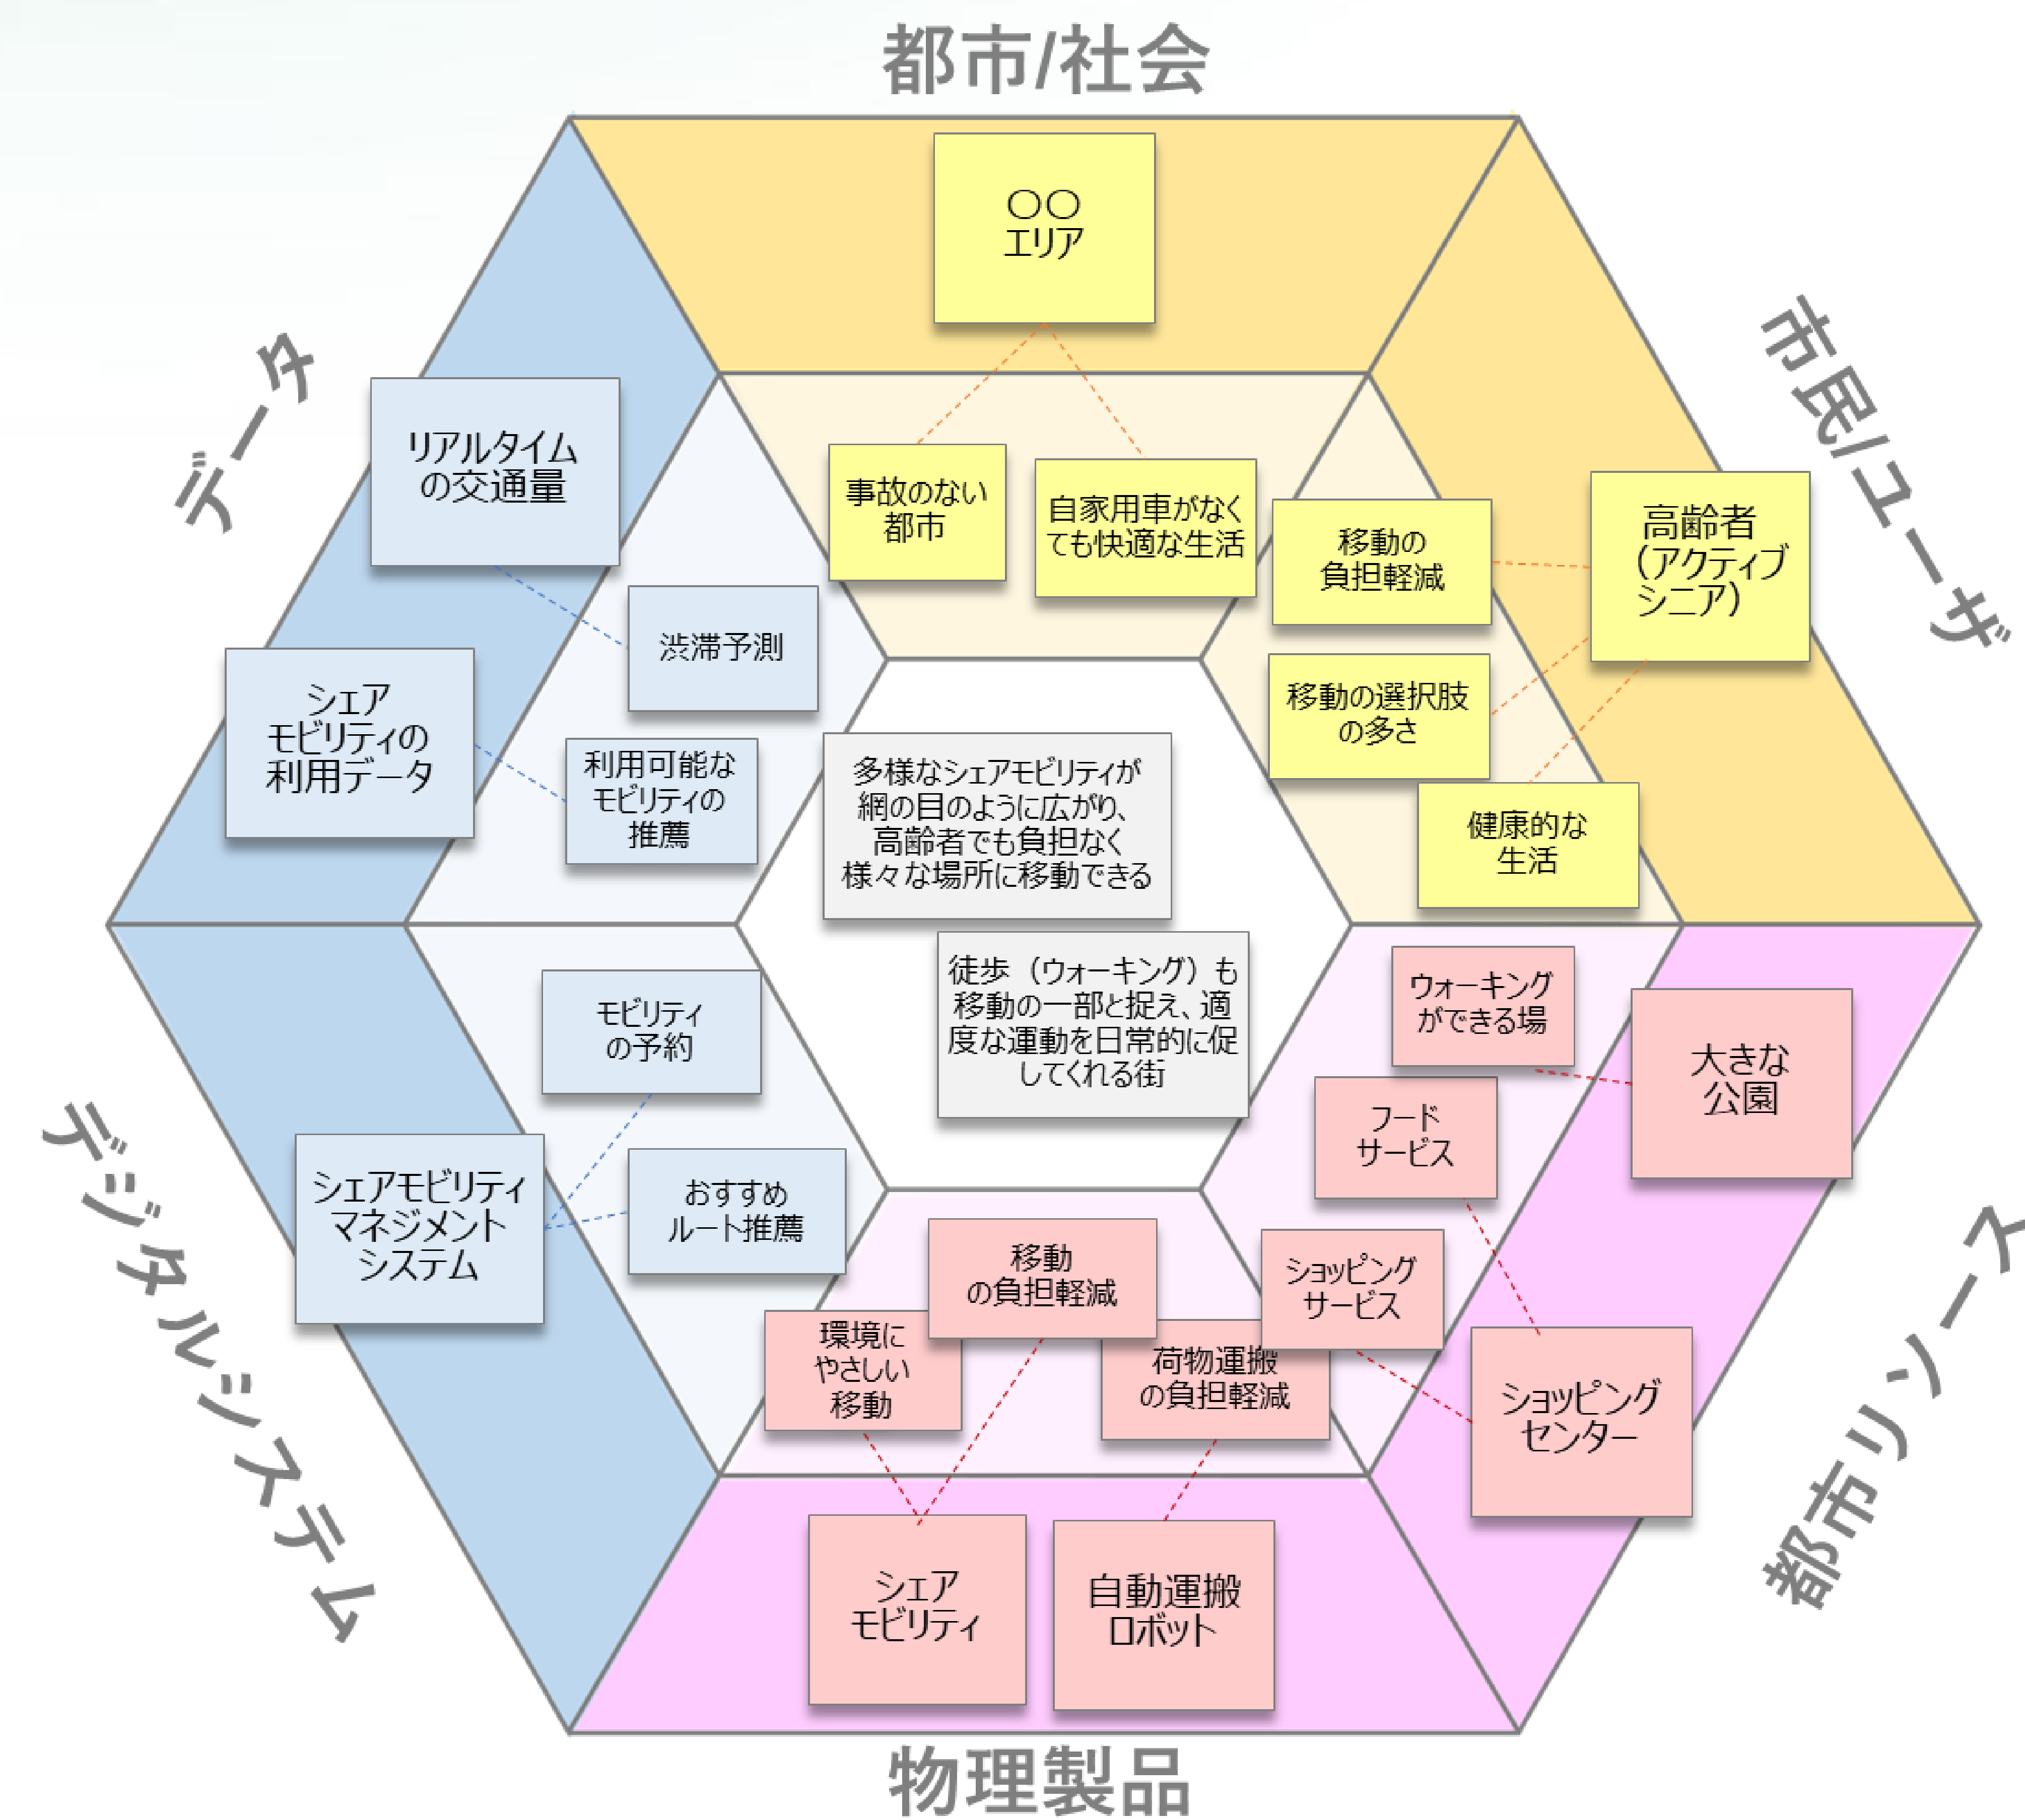 都市/社会
〇〇
エリア
事故のない
都市
自家用車がなく
ても快適な生活
市民/ユーザ
高齢者
（アクティブ
シニア）
移動の
負担軽減
移動の選択肢
の多さ
健康的な
生活
データ
リアルタイム
の交通量
渋滞予測
シェア
モビリティの
利用データ
利用可能な
モビリティの
推薦
多様なシェアモビリティが
網の目のように広がり、
高齢者でも負担なく
様々な場所に移動できる
徒歩（ウォーキング）も
移動の一部と捉え、適
度な運動を日常的に促
してくれる街
デジタルシステム
モビリティ
の予約
シェアモビリティ
マネジメント
システム
おすすめ
ルート推薦
都市リソース
ウォーキング
ができる場
大きな
公園
フード
サービス
ショッピング
サービス
ショッピング
センター
移動
の負担軽減
環境に
やさしい
移動
荷物運搬
の負担軽減
シェア
モビリティ
自動運搬
ロボット
物理製品